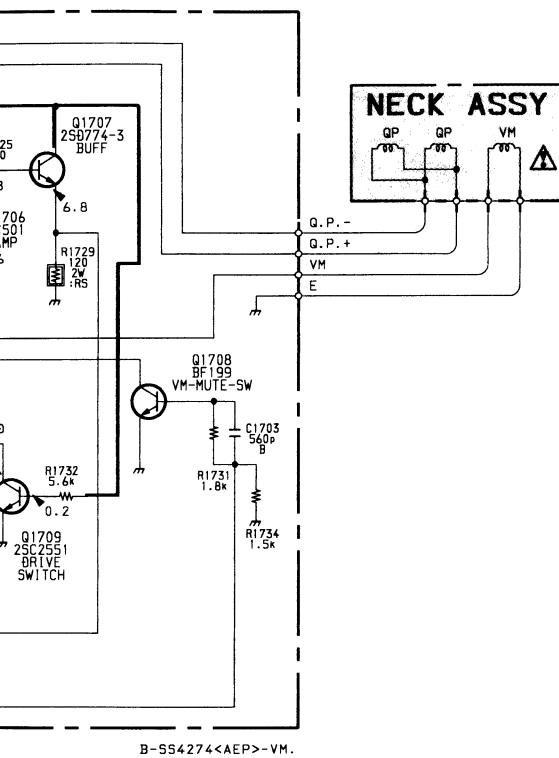 NECK ASSY
QP QP VM
Q1707
2SD774-3
BUFF
25
0
6.8
706
501
MP
R1729
120
2W
:RS
Q.P.-
Q.P.+
VM
E
Q1708
BF199
VM-MUTE-SW
C1703
560p
B
R1731
1.8k
R1732
5.6k
0.2
R1734
1.5k
Q1709
2SC2551
DRIVE
SWITCH
B-SS4274<AEP>-VM.